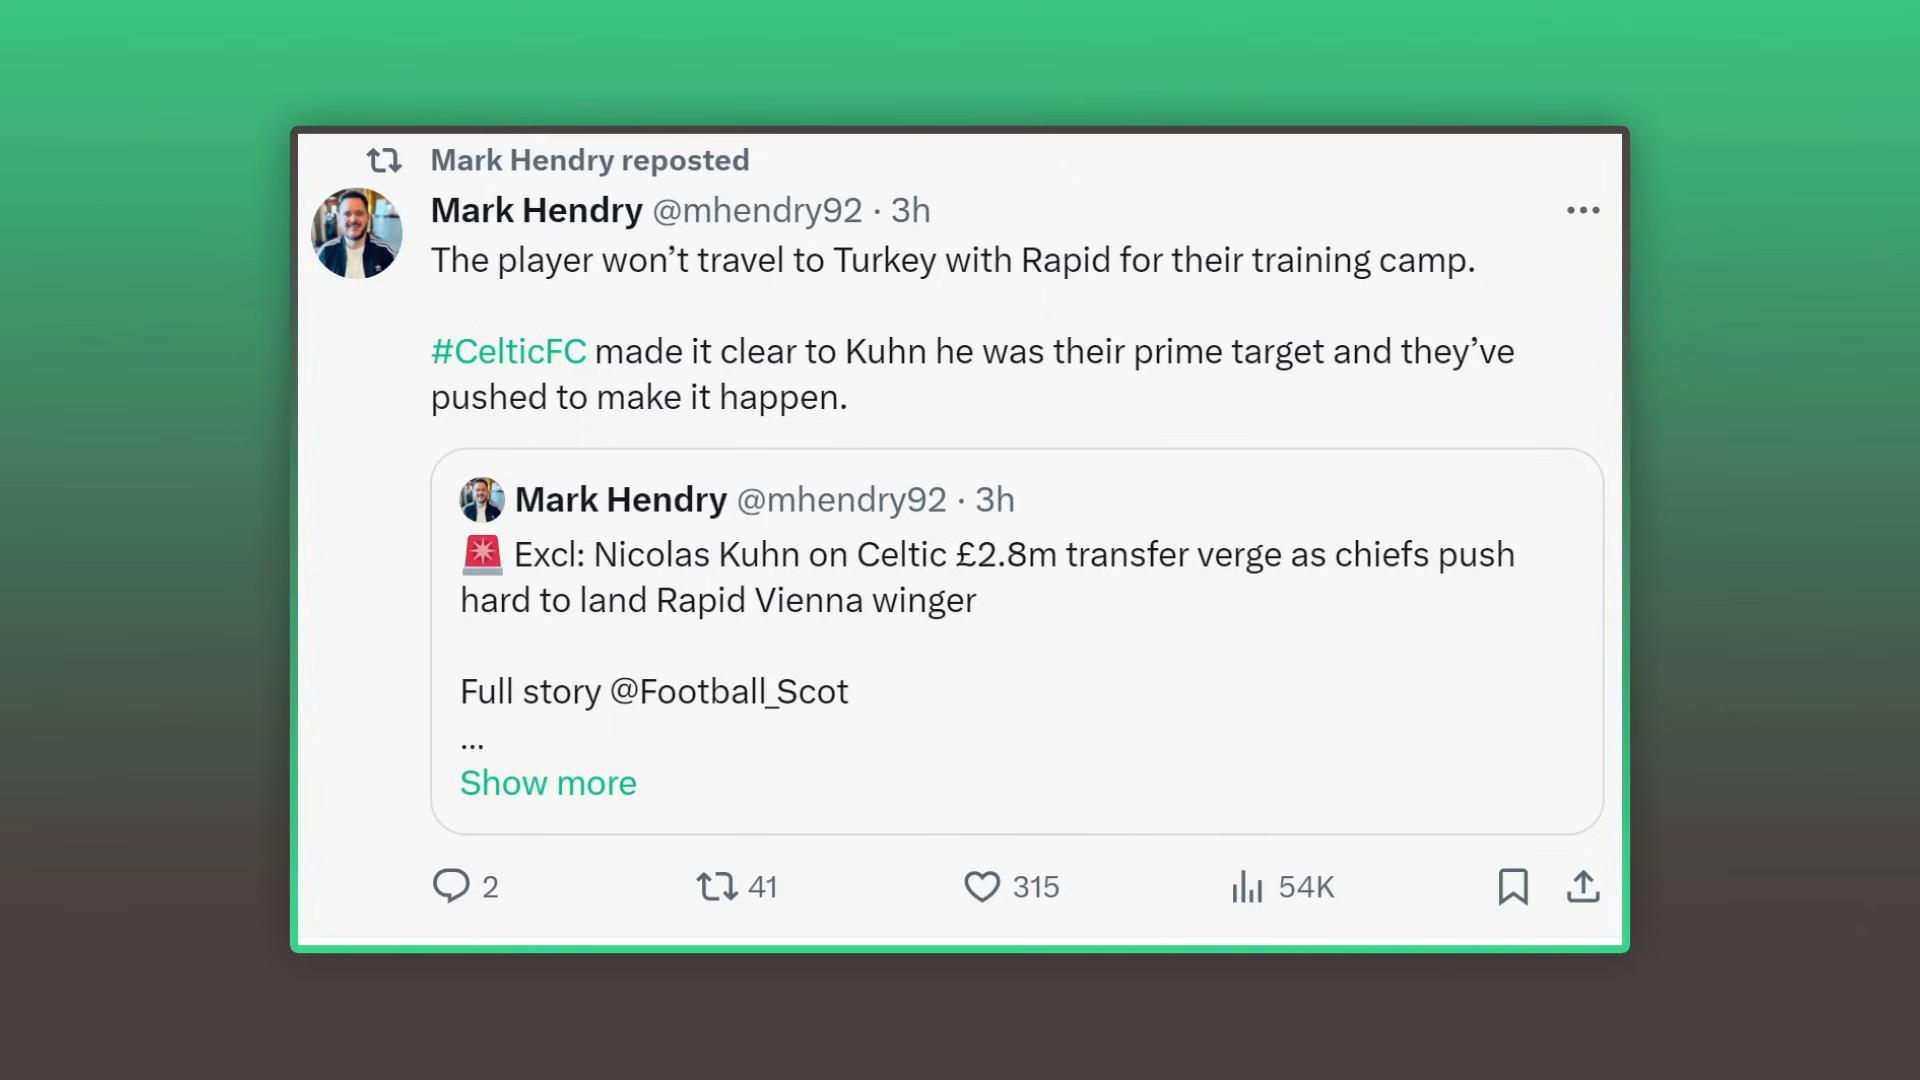 Mark Hendry reposted
Mark Hendry @mhendry92 · 3h
The player won’t travel to Turkey with Rapid for their training camp.
#CelticFC made it clear to Kuhn he was their prime target and they’ve
pushed to make it happen.
Mark Hendry @mhendry92 · 3h
🚨 Excl: Nicolas Kuhn on Celtic £2.8m transfer verge as chiefs push
hard to land Rapid Vienna winger
Full story @Football_Scot
...
Show more
2 41 315 54K